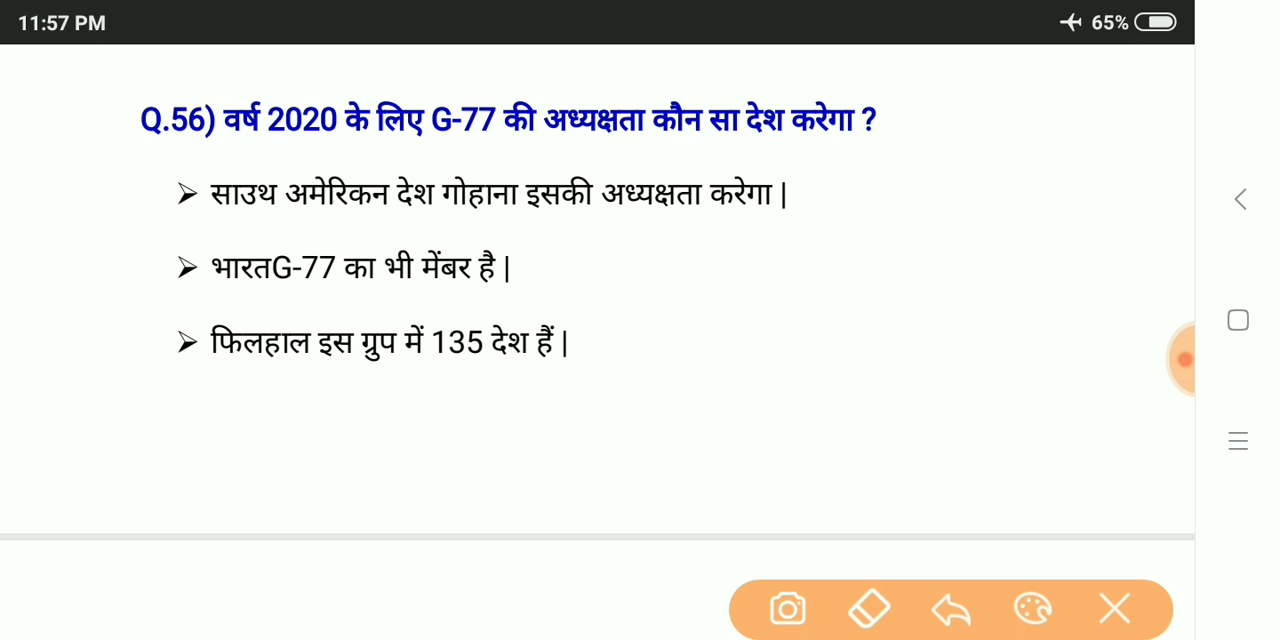 11:57 PM
65%
Q.56) वर्ष 2020 के लिए G-77 की अध्यक्षता कौन सा देश करेगा ?
➢ साउथ अमेरिकन देश गोहाना इसकी अध्यक्षता करेगा |
➢ भारतG-77 का भी मेंबर है |
➢ फिलहाल इस ग्रुप में 135 देश हैं |